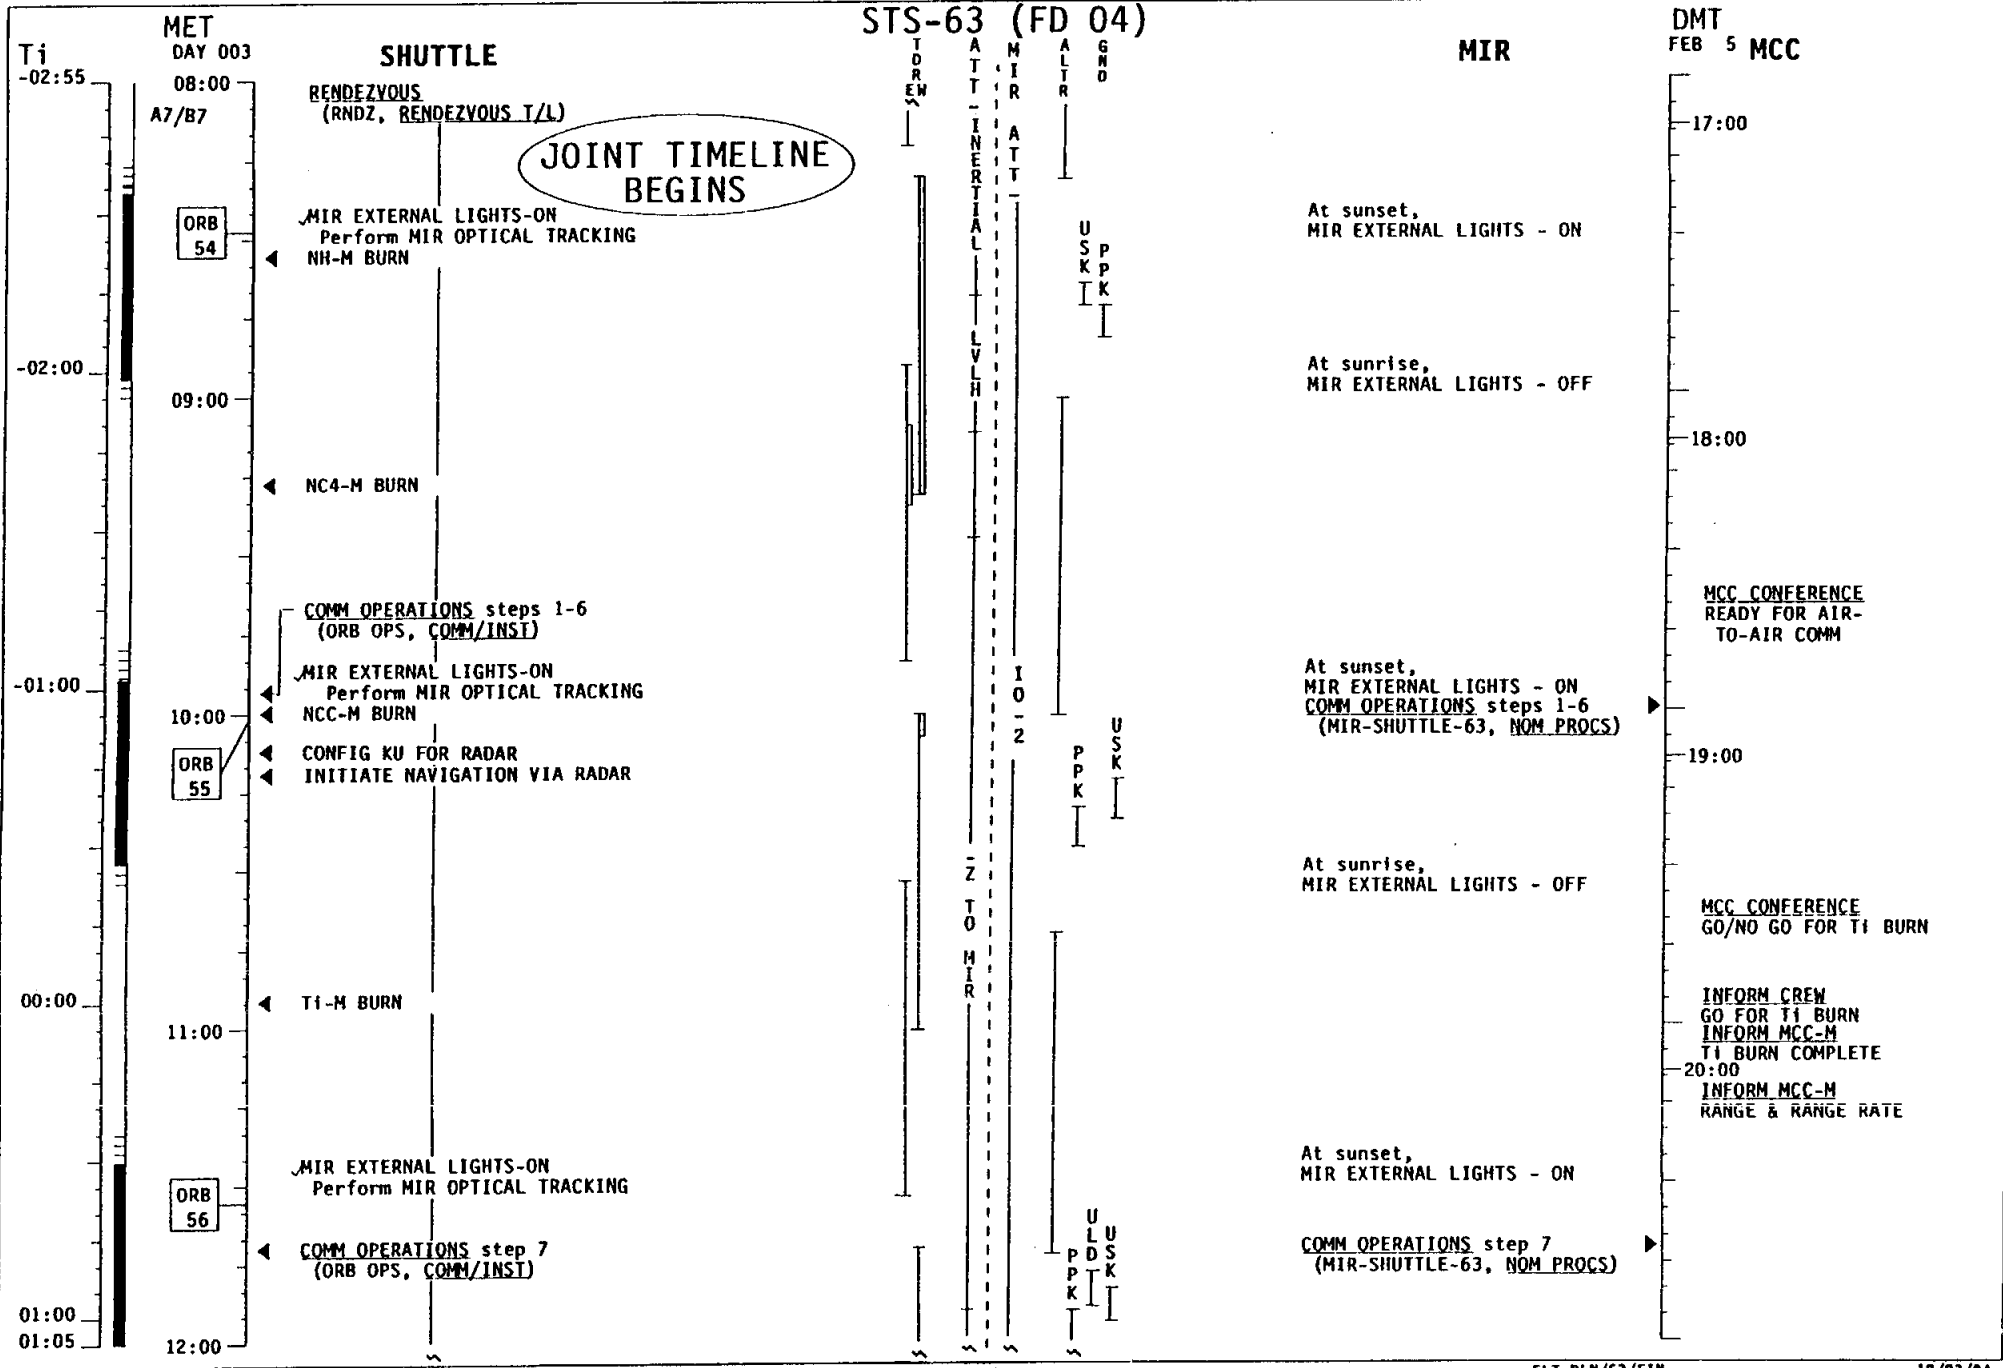 STS-63 (FD 04)
Ti
MET
DAY 003
SHUTTLE
TDRE W
ATT-INERTIAL
MIR ATT-
ALTR
GND
MIR
DMT
FEB 5
MCC
-02:55
08:00
A7/B7
RENDEZVOUS
(RNDZ, RENDEZVOUS T/L)
JOINT TIMELINE
BEGINS
17:00
ORB
54
✓MIR EXTERNAL LIGHTS-ON
Perform MIR OPTICAL TRACKING
NH-M BURN
USK
PPK
At sunset,
MIR EXTERNAL LIGHTS - ON
LVLH
-02:00
09:00
At sunrise,
MIR EXTERNAL LIGHTS - OFF
18:00
NC4-M BURN
COMM OPERATIONS steps 1-6
(ORB OPS, COMM/INST)
MCC CONFERENCE
READY FOR AIR-
TO-AIR COMM
-01:00
✓MIR EXTERNAL LIGHTS-ON
Perform MIR OPTICAL TRACKING
10:00
NCC-M BURN
IO-2
At sunset,
MIR EXTERNAL LIGHTS - ON
COMM OPERATIONS steps 1-6
(MIR-SHUTTLE-63, NOM PROCS)
ORB
55
CONFIG KU FOR RADAR
INITIATE NAVIGATION VIA RADAR
PPK
USK
19:00
-Z TO MIR
At sunrise,
MIR EXTERNAL LIGHTS - OFF
MCC CONFERENCE
GO/NO GO FOR Ti BURN
00:00
Ti-M BURN
11:00
INFORM CREW
GO FOR Ti BURN
INFORM MCC-M
Ti BURN COMPLETE
20:00
INFORM MCC-M
RANGE & RANGE RATE
ORB
56
✓MIR EXTERNAL LIGHTS-ON
Perform MIR OPTICAL TRACKING
At sunset,
MIR EXTERNAL LIGHTS - ON
COMM OPERATIONS step 7
(ORB OPS, COMM/INST)
PPK
ULD
USK
COMM OPERATIONS step 7
(MIR-SHUTTLE-63, NOM PROCS)
01:00
01:05
12:00